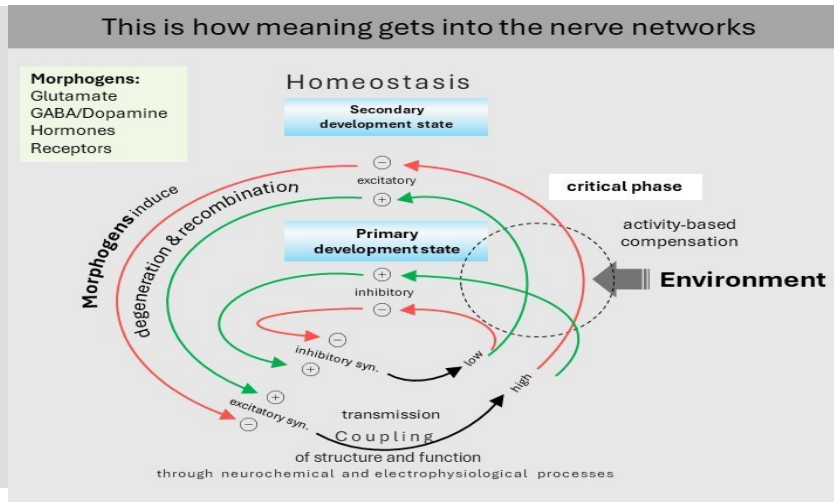 This is how meaning gets into the nerve networks
Morphogens:
Glutamate
GABA/Dopamine
Hormones
Receptors
Homeostasis
Secondary
development state
−
excitatory
+
Primary
development state
+
inhibitory
−
Morphogens induce
degeneration & recombination
critical phase
activity-based
compensation
Environment
−
inhibitory syn.
+
low
+
excitatory syn.
−
high
transmission
Coupling
of structure and function
through neurochemical and electrophysiological processes